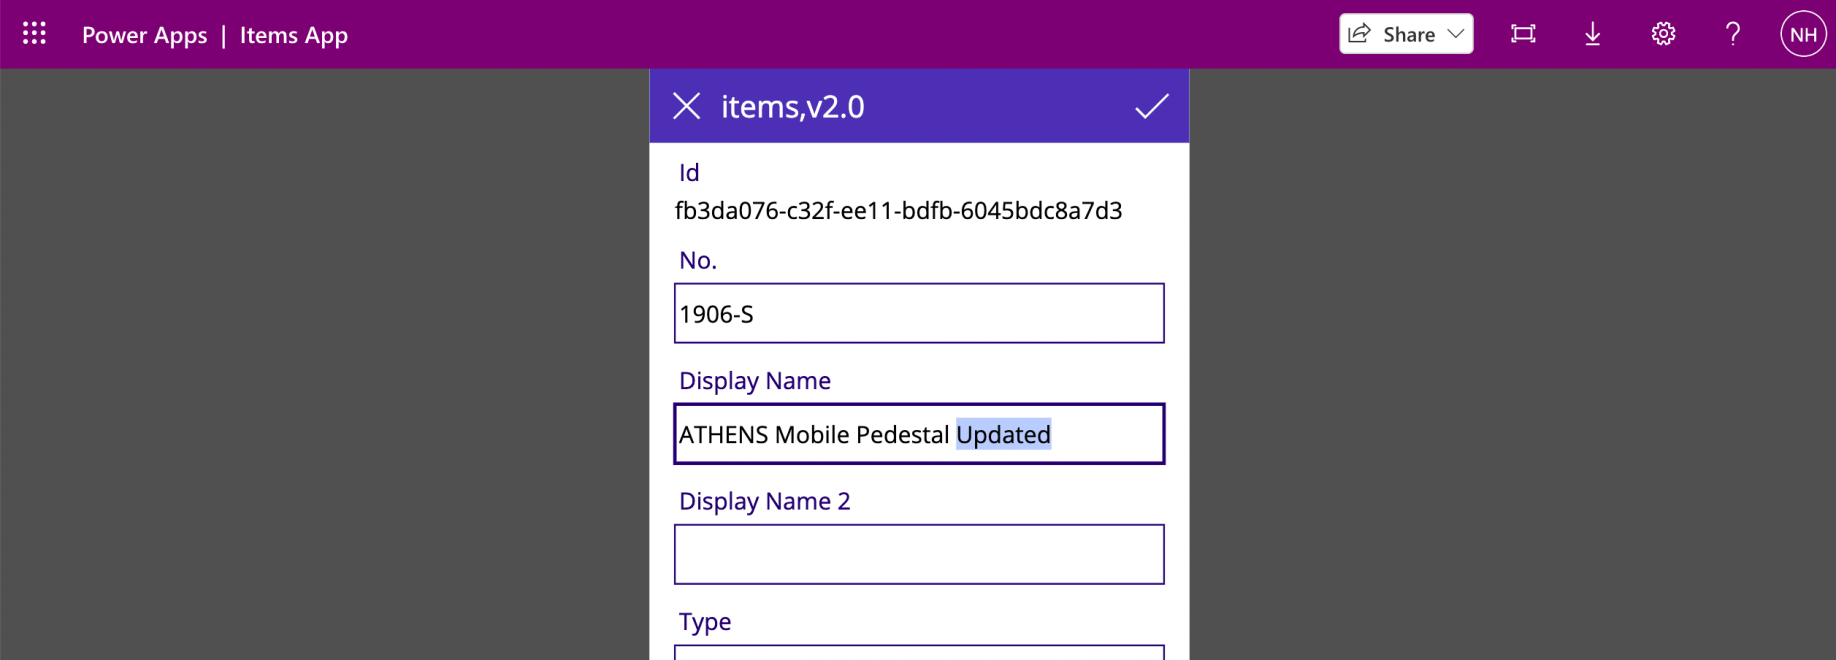 Power Apps | Items App
Share
?
NH
items,v2.0
Id
fb3da076-c32f-ee11-bdfb-6045bdc8a7d3
No.
1906-S
Display Name
ATHENS Mobile Pedestal Updated
Display Name 2
Type